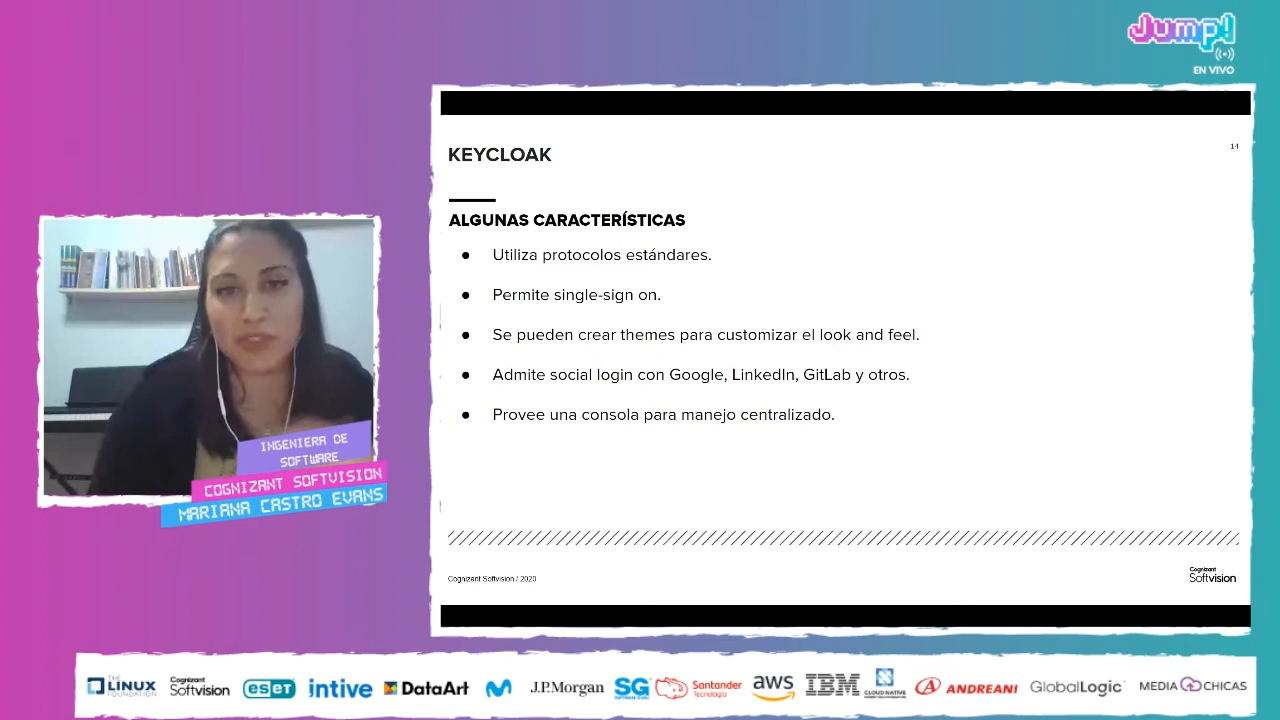 Jump!
EN VIVO
KEYCLOAK
14
ALGUNAS CARACTERÍSTICAS
● Utiliza protocolos estándares.
● Permite single-sign on.
● Se pueden crear themes para customizar el look and feel.
● Admite social login con Google, LinkedIn, GitLab y otros.
● Provee una consola para manejo centralizado.
Cognizant Softvision / 2020
Cognizant
Softvision
INGENIERA DE
SOFTWARE
COGNIZANT SOFTVISION
MARIANA CASTRO EVANS
THE LINUX FOUNDATION
Cognizant Softvision
eset
intive
DataArt
J.P.Morgan
SG
Santander Tecnología
aws
IBM
CLOUD NATIVE
ANDREANI
GlobalLogic
MEDIA CHICAS